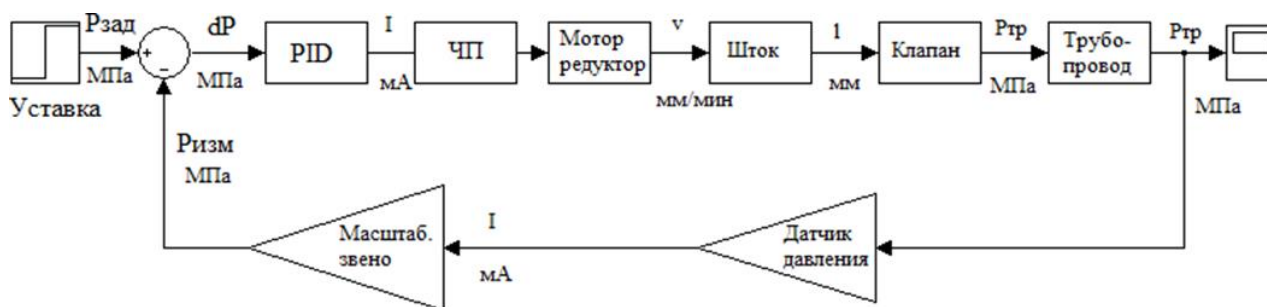 Рзад
МПа
Уставка
+
-
dP
МПа
PID
I
мА
ЧП
Мотор
редуктор
v
мм/мин
Шток
l
мм
Клапан
Ртр
МПа
Трубо-
провод
Ртр
МПа
Ризм
МПа
Масштаб.
звено
I
мА
Датчик
давления